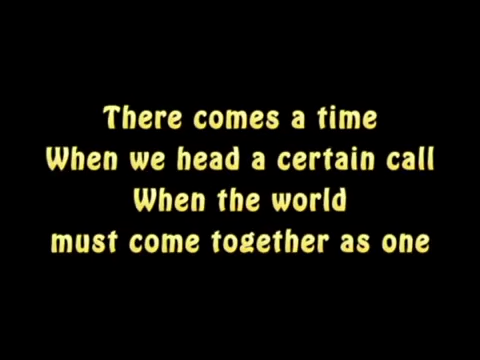 There comes a time
When we head a certain call
When the world
must come together as one